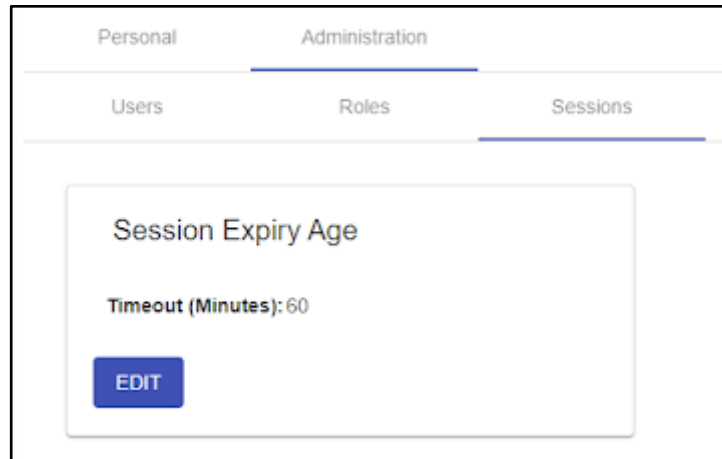 Personal Administration
Users Roles Sessions
Session Expiry Age
Timeout (Minutes): 60
EDIT